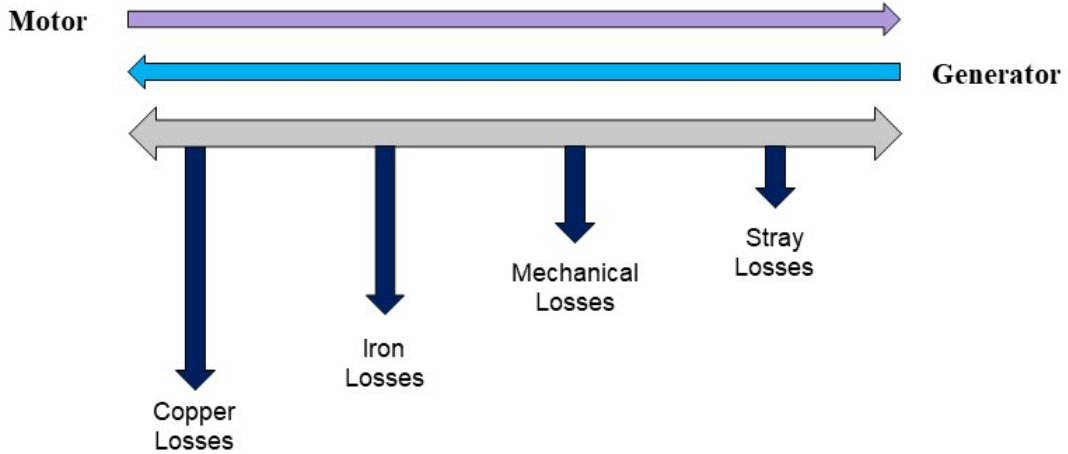 Motor
Generator
Stray
Losses
Mechanical
Losses
Iron
Losses
Copper
Losses